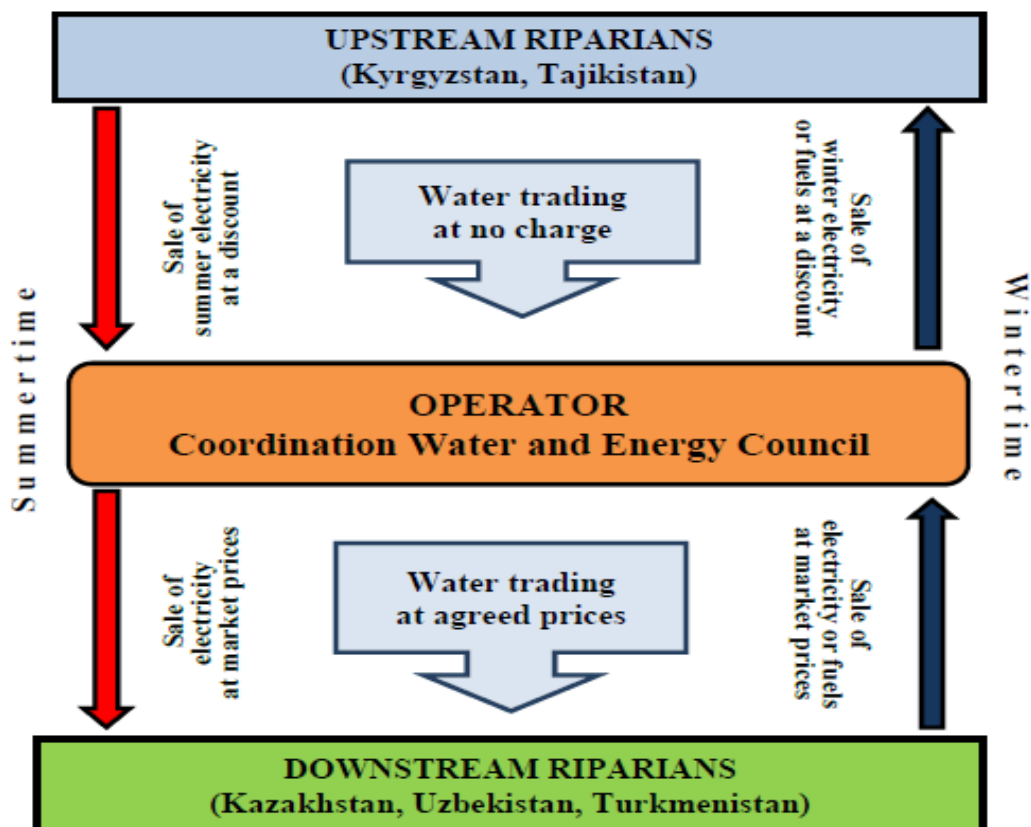 UPSTREAM RIPARIANS
(Kyrgyzstan, Tajikistan)
Sale of
summer electricity
at a discount
Water trading
at no charge
Sale of
winter electricity
or fuels at a discount
Summertime
Wintertime
OPERATOR
Coordination Water and Energy Council
Sale of
electricity
at market prices
Water trading
at agreed prices
Sale of
electricity or fuels
at market prices
DOWNSTREAM RIPARIANS
(Kazakhstan, Uzbekistan, Turkmenistan)